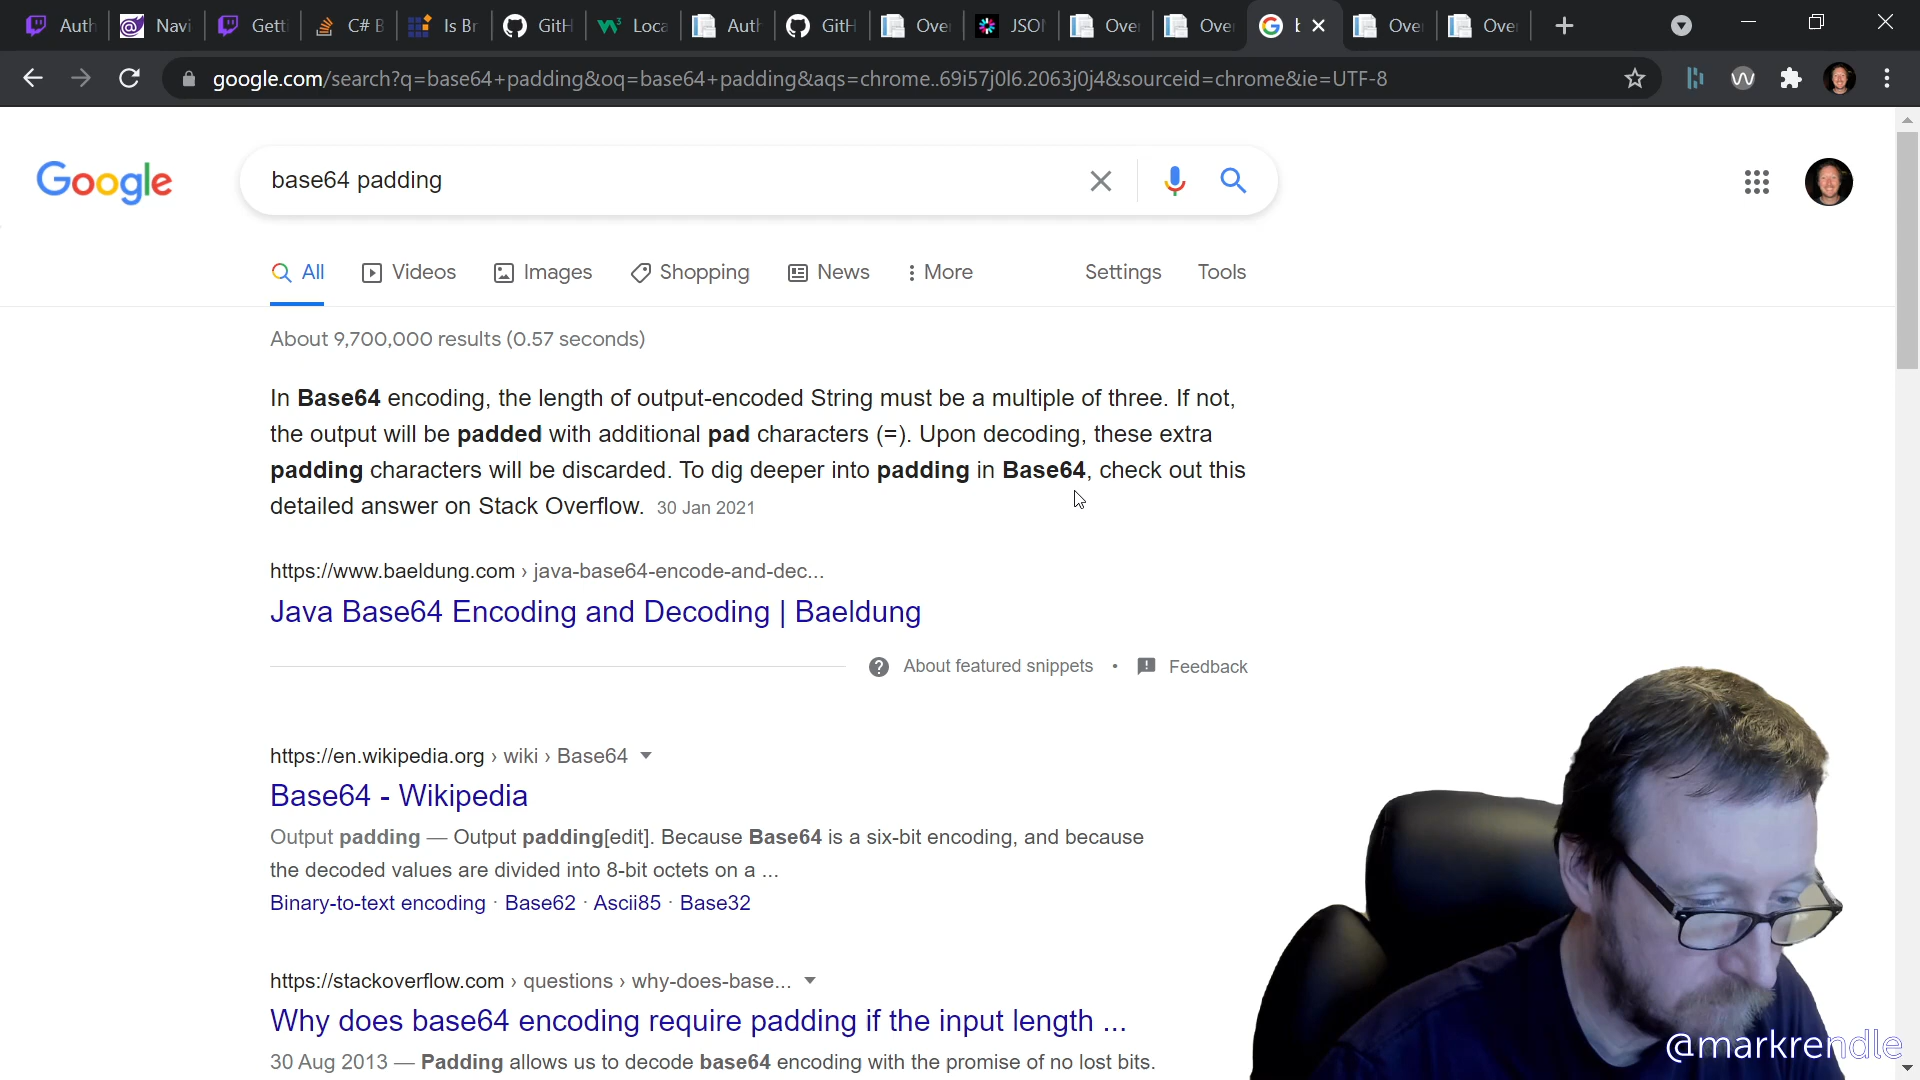 Auth
Navi
Getti
C# B
Is Br
GitH
Loca
Auth
GitH
Over
JSON
Over
Over
b
Over
Over
google.com/search?q=base64+padding&oq=base64+padding&aqs=chrome..69i57j0l6.2063j0j4&sourceid=chrome&ie=UTF-8
Google
base64 padding
All
Videos
Images
Shopping
News
More
Settings
Tools
About 9,700,000 results (0.57 seconds)
In Base64 encoding, the length of output-encoded String must be a multiple of three. If not,
the output will be padded with additional pad characters (=). Upon decoding, these extra
padding characters will be discarded. To dig deeper into padding in Base64, check out this
detailed answer on Stack Overflow. 30 Jan 2021
https://www.baeldung.com › java-base64-encode-and-dec...
Java Base64 Encoding and Decoding | Baeldung
About featured snippets • Feedback
https://en.wikipedia.org › wiki › Base64
Base64 - Wikipedia
Output padding — Output padding[edit]. Because Base64 is a six-bit encoding, and because
the decoded values are divided into 8-bit octets on a ...
Binary-to-text encoding · Base62 · Ascii85 · Base32
https://stackoverflow.com › questions › why-does-base...
Why does base64 encoding require padding if the input length ...
30 Aug 2013 — Padding allows us to decode base64 encoding with the promise of no lost bits.
@markrendle